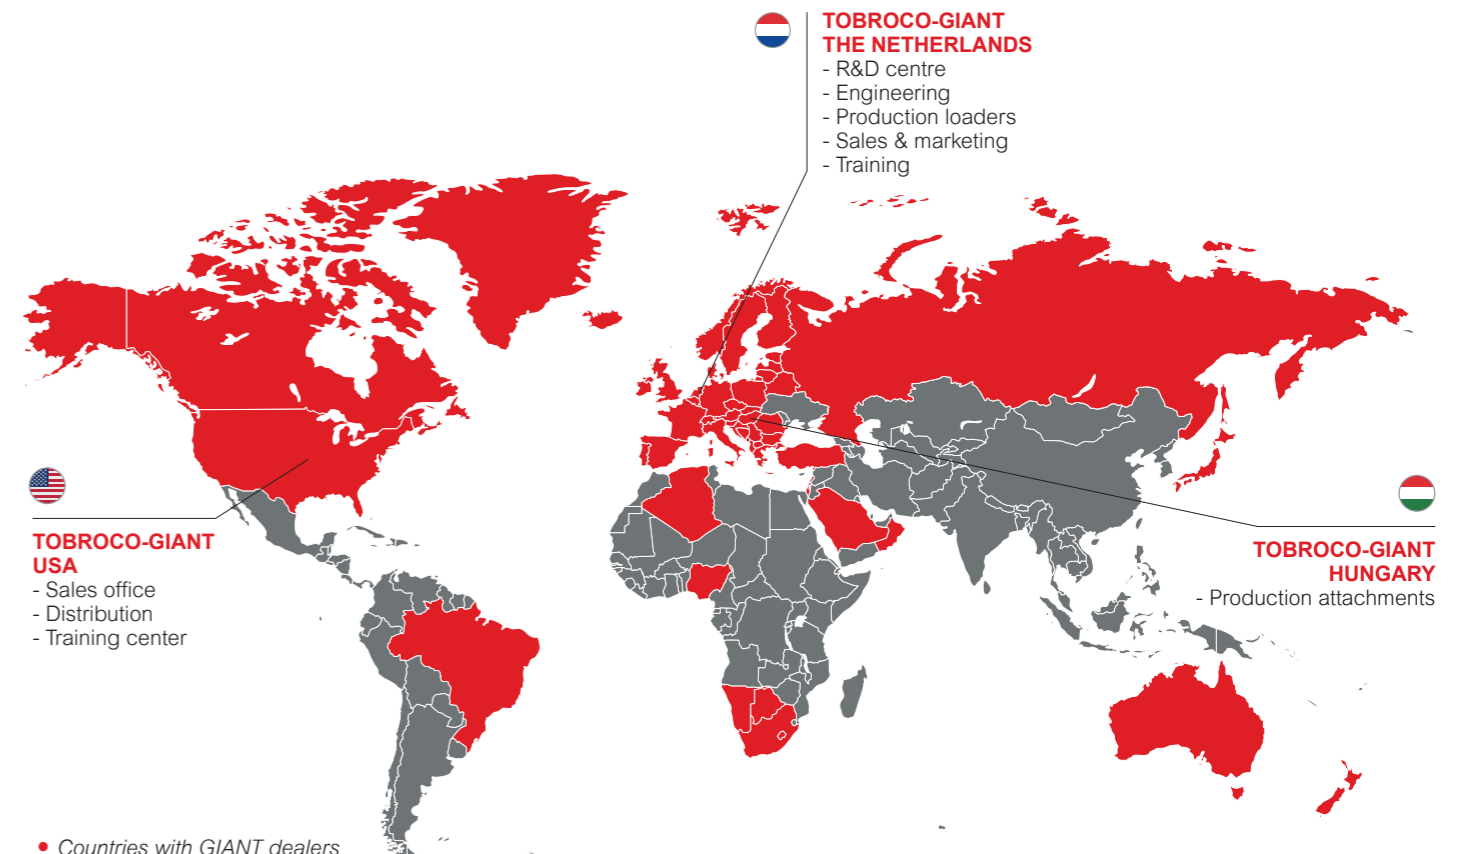 TOBROCO-GIANT
THE NETHERLANDS
- R&D centre
- Engineering
- Production loaders
- Sales & marketing
- Training
TOBROCO-GIANT
USA
- Sales office
- Distribution
- Training center
TOBROCO-GIANT
HUNGARY
- Production attachments
• Countries with GIANT dealers